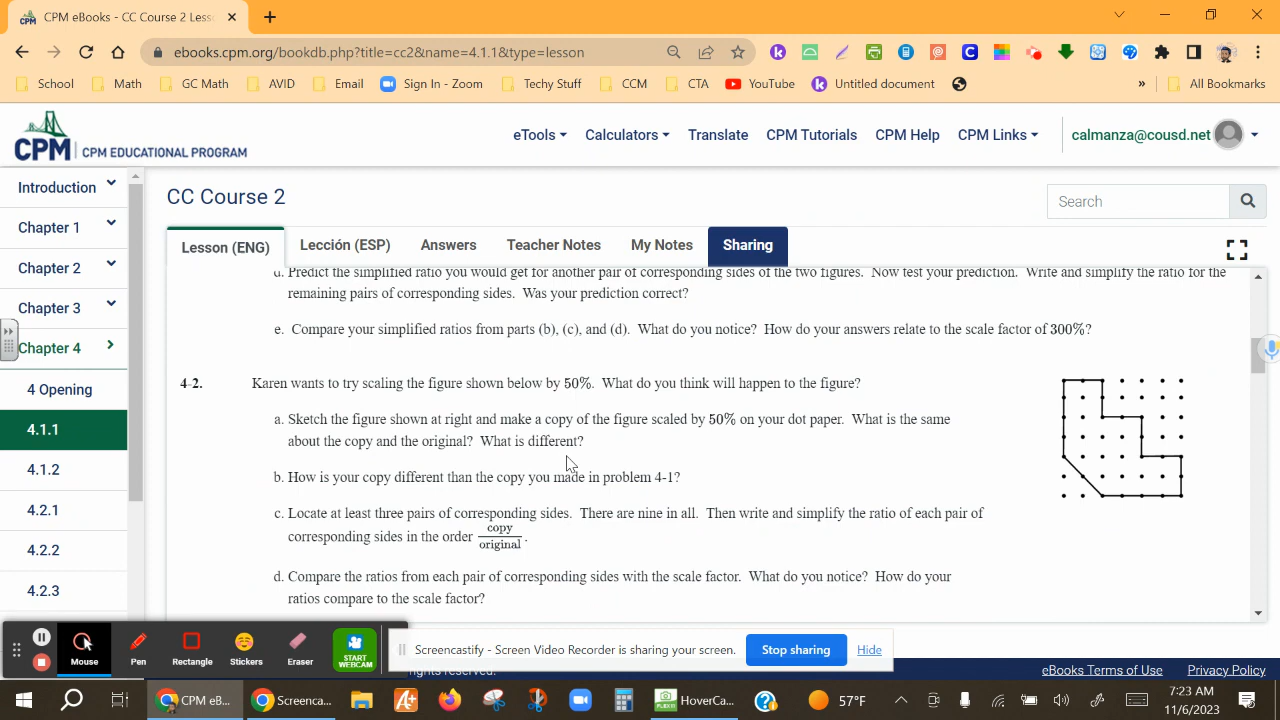 CPM eBooks - CC Course 2 Less
ebooks.cpm.org/bookdb.php?title=cc2&name=4.1.1&type=lesson
School
Math
GC Math
AVID
Email
Sign In - Zoom
Techy Stuff
CCM
CTA
YouTube
Untitled document
»
All Bookmarks
CPM
CPM EDUCATIONAL PROGRAM
eTools
Calculators
Translate
CPM Tutorials
CPM Help
CPM Links
calmanza@cousd.net
Introduction
Chapter 1
Chapter 2
Chapter 3
Chapter 4
4 Opening
4.1.1
4.1.2
4.2.1
4.2.2
4.2.3
CC Course 2
Search
Lesson (ENG)
Lección (ESP)
Answers
Teacher Notes
My Notes
Sharing
d. Predict the simplified ratio you would get for another pair of corresponding sides of the two figures. Now test your prediction. Write and simplify the ratio for the
remaining pairs of corresponding sides. Was your prediction correct?
e. Compare your simplified ratios from parts (b), (c), and (d). What do you notice? How do your answers relate to the scale factor of 300%?
4-2. Karen wants to try scaling the figure shown below by 50%. What do you think will happen to the figure?
a. Sketch the figure shown at right and make a copy of the figure scaled by 50% on your dot paper. What is the same
about the copy and the original? What is different?
b. How is your copy different than the copy you made in problem 4-1?
c. Locate at least three pairs of corresponding sides. There are nine in all. Then write and simplify the ratio of each pair of
corresponding sides in the order copy/original.
d. Compare the ratios from each pair of corresponding sides with the scale factor. What do you notice? How do your
ratios compare to the scale factor?
Mouse
Pen
Rectangle
Stickers
Eraser
START
WEBCAM
Screencastify - Screen Video Recorder is sharing your screen.
Stop sharing
Hide
rights reserved.
eBooks Terms of Use
Privacy Policy
CPM eB...
Screenca...
HoverCa...
57°F
7:23 AM
11/6/2023